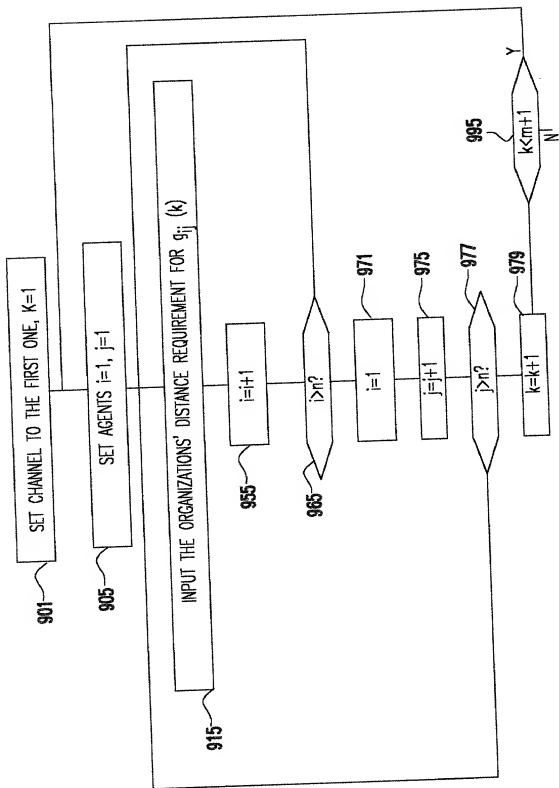 901
SET CHANNEL TO THE FIRST ONE, K=1
905
SET AGENTS i=1, j=1
915
INPUT THE ORGANIZATIONS' DISTANCE REQUIREMENT FOR gij (k)
955
i=i+1
965
i>n?
i=1
971
j=j+1
975
j>n?
977
k=k+1
979
k<m+1
995
Y
N